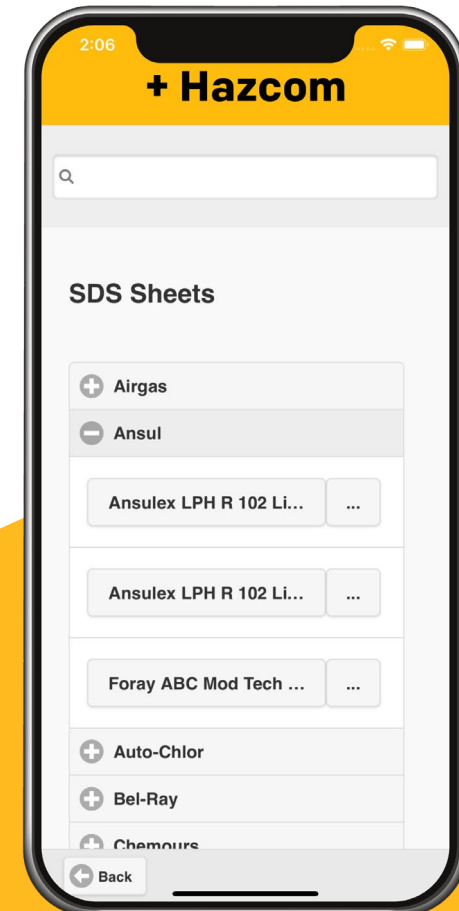 2:06
+ Hazcom
SDS Sheets
Airgas
Ansul
Ansulex LPH R 102 Li... ...
Ansulex LPH R 102 Li... ...
Foray ABC Mod Tech ... ...
Auto-Chlor
Bel-Ray
Chemours
Back